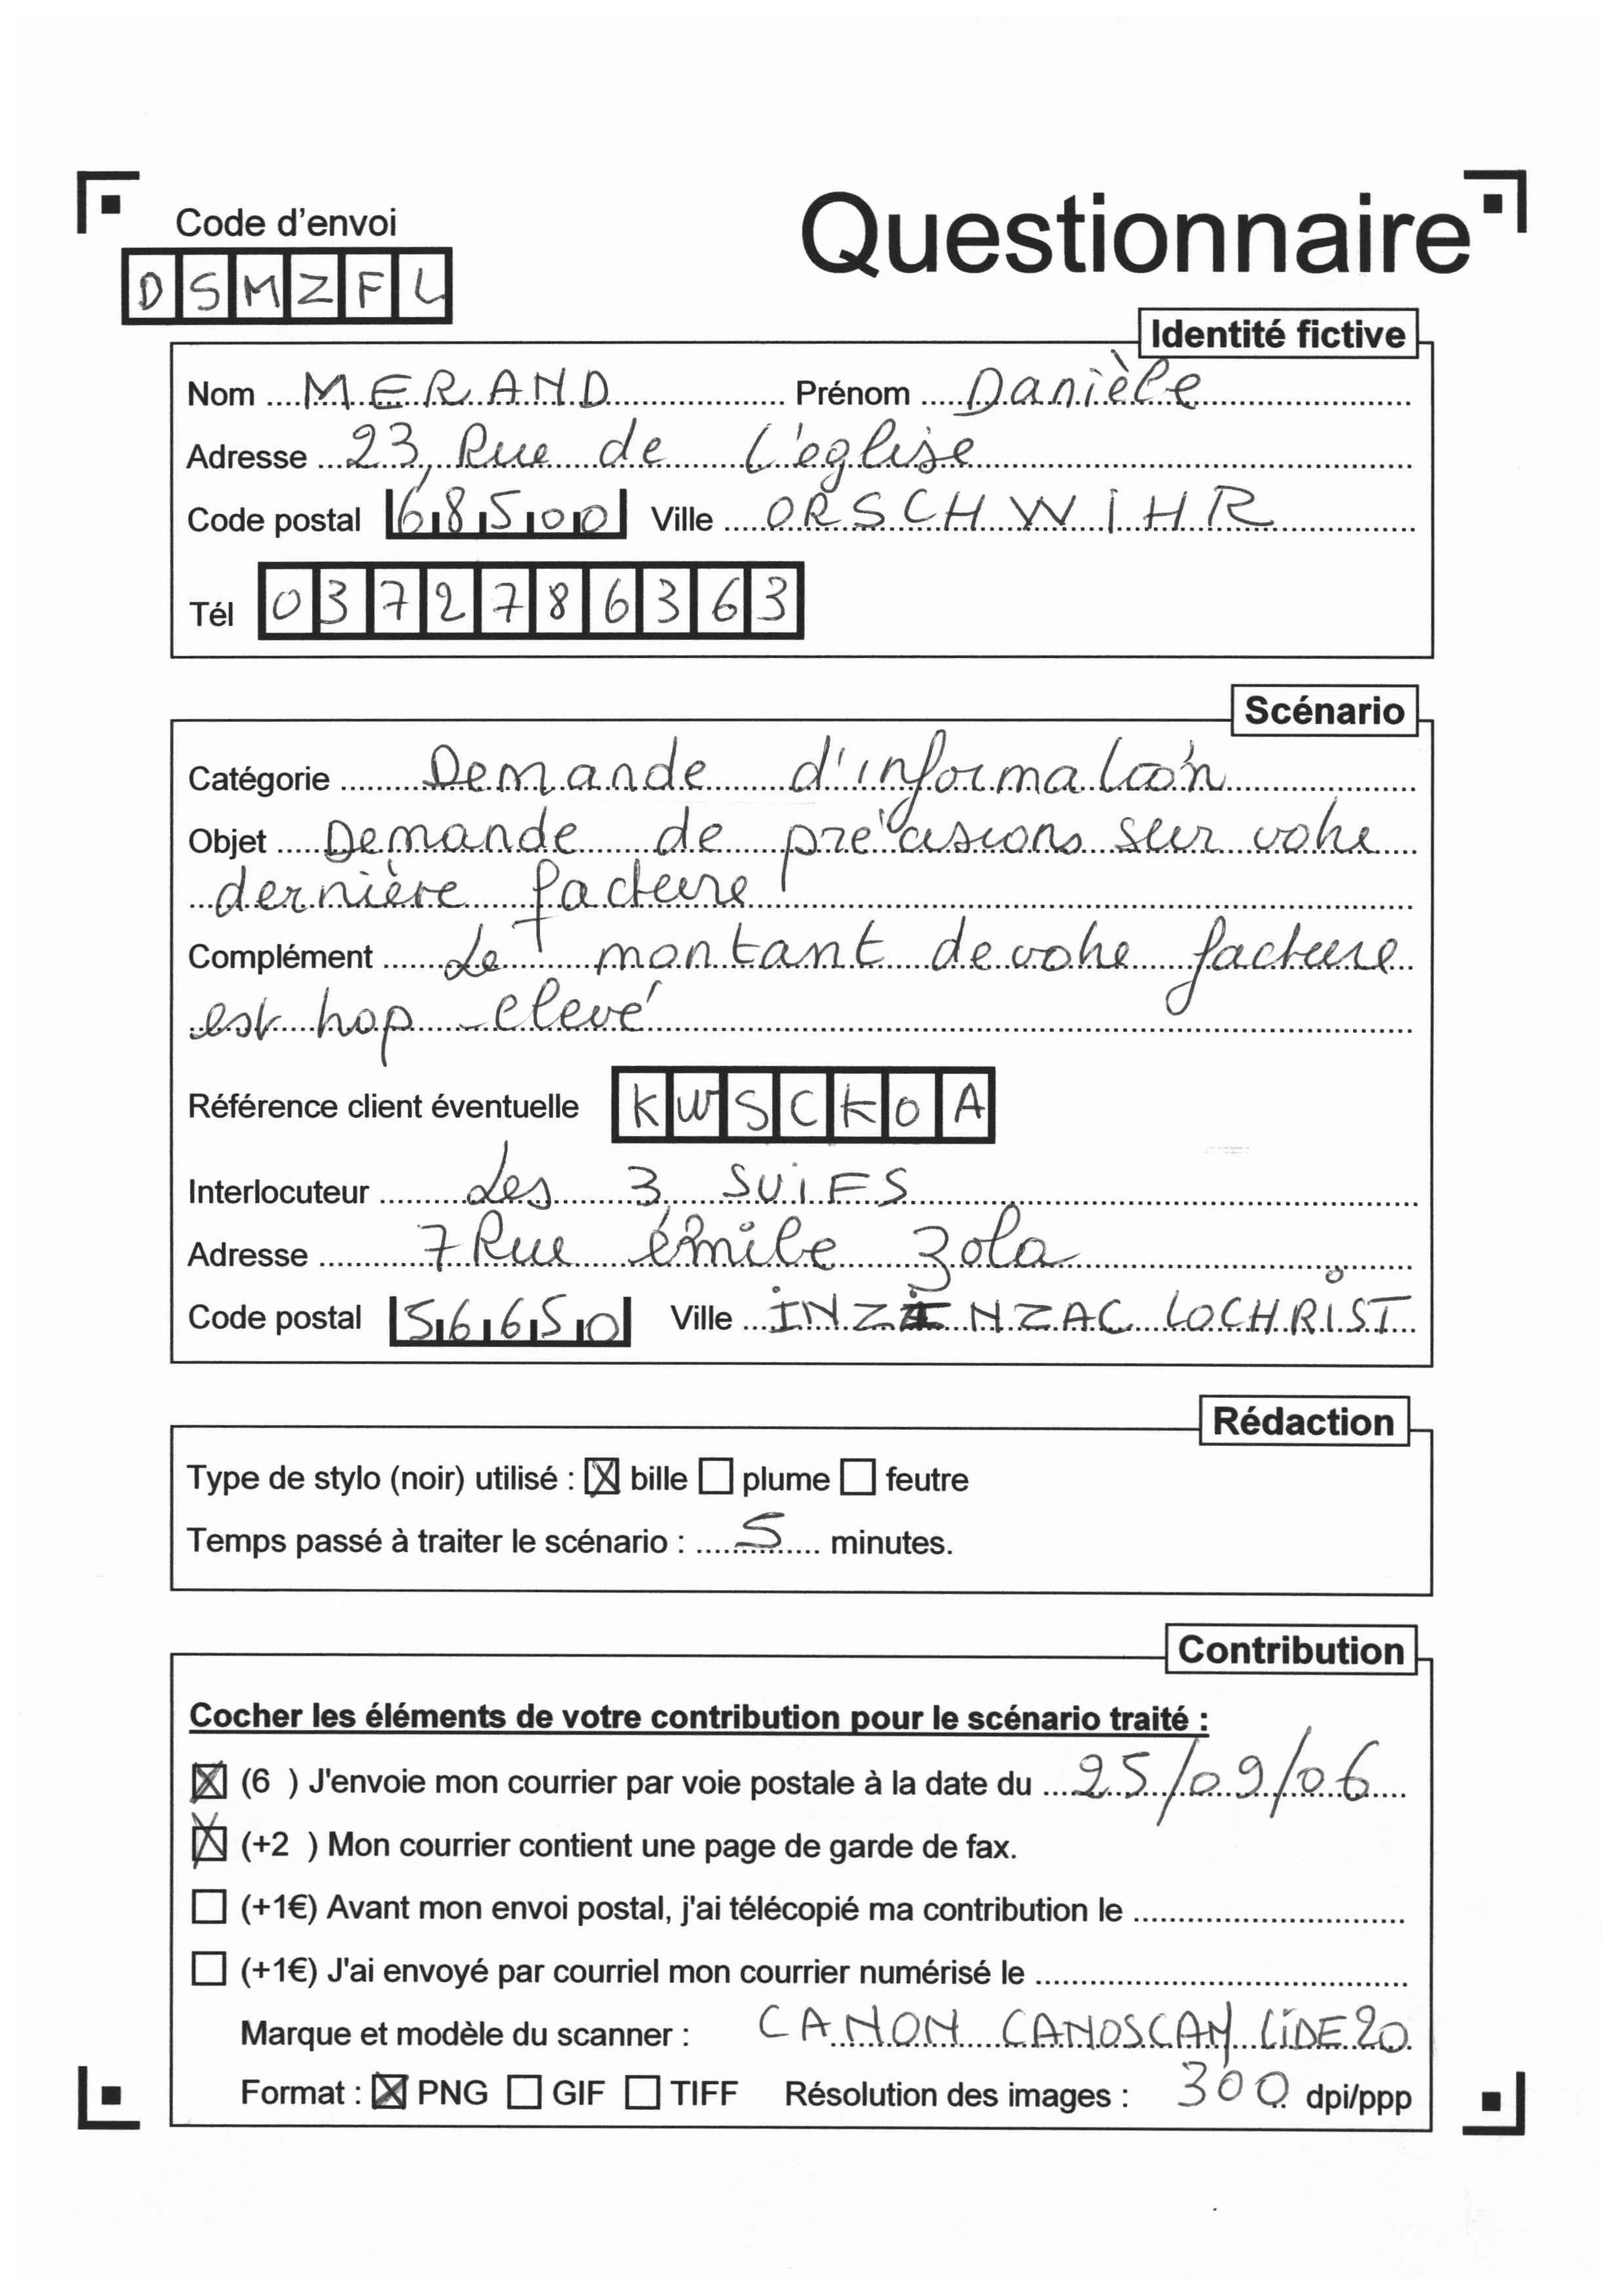 Code d'envoi
Questionnaire
DSMZFL
Identité fictive
Nom MERAND Prénom Danièle
Adresse 23, Rue de L'église
Code postal 68500 Ville ORSCHWIHR
Tél 0372786363
Scénario
Catégorie Demande d'information
Objet Demande de précisions sur votre
dernière facture
Complément Le montant de votre facture
est trop elevé
Référence client éventuelle KWSCKOA
Interlocuteur Les 3 SUiFS
Adresse 7 Rue émile Zola
Code postal 56650 Ville INZINZAC LOCHRIST
Rédaction
Type de stylo (noir) utilisé : ☒ bille ☐ plume ☐ feutre
Temps passé à traiter le scénario : 5 minutes.
Contribution
Cocher les éléments de votre contribution pour le scénario traité :
☒ (6 ) J'envoie mon courrier par voie postale à la date du 25/09/06
☒ (+2 ) Mon courrier contient une page de garde de fax.
☐ (+1€) Avant mon envoi postal, j'ai télécopié ma contribution le
☐ (+1€) J'ai envoyé par courriel mon courrier numérisé le
Marque et modèle du scanner : CANON CANOSCAN LiDE20
Format : ☒ PNG ☐ GIF ☐ TIFF Résolution des images : 300 dpi/ppp